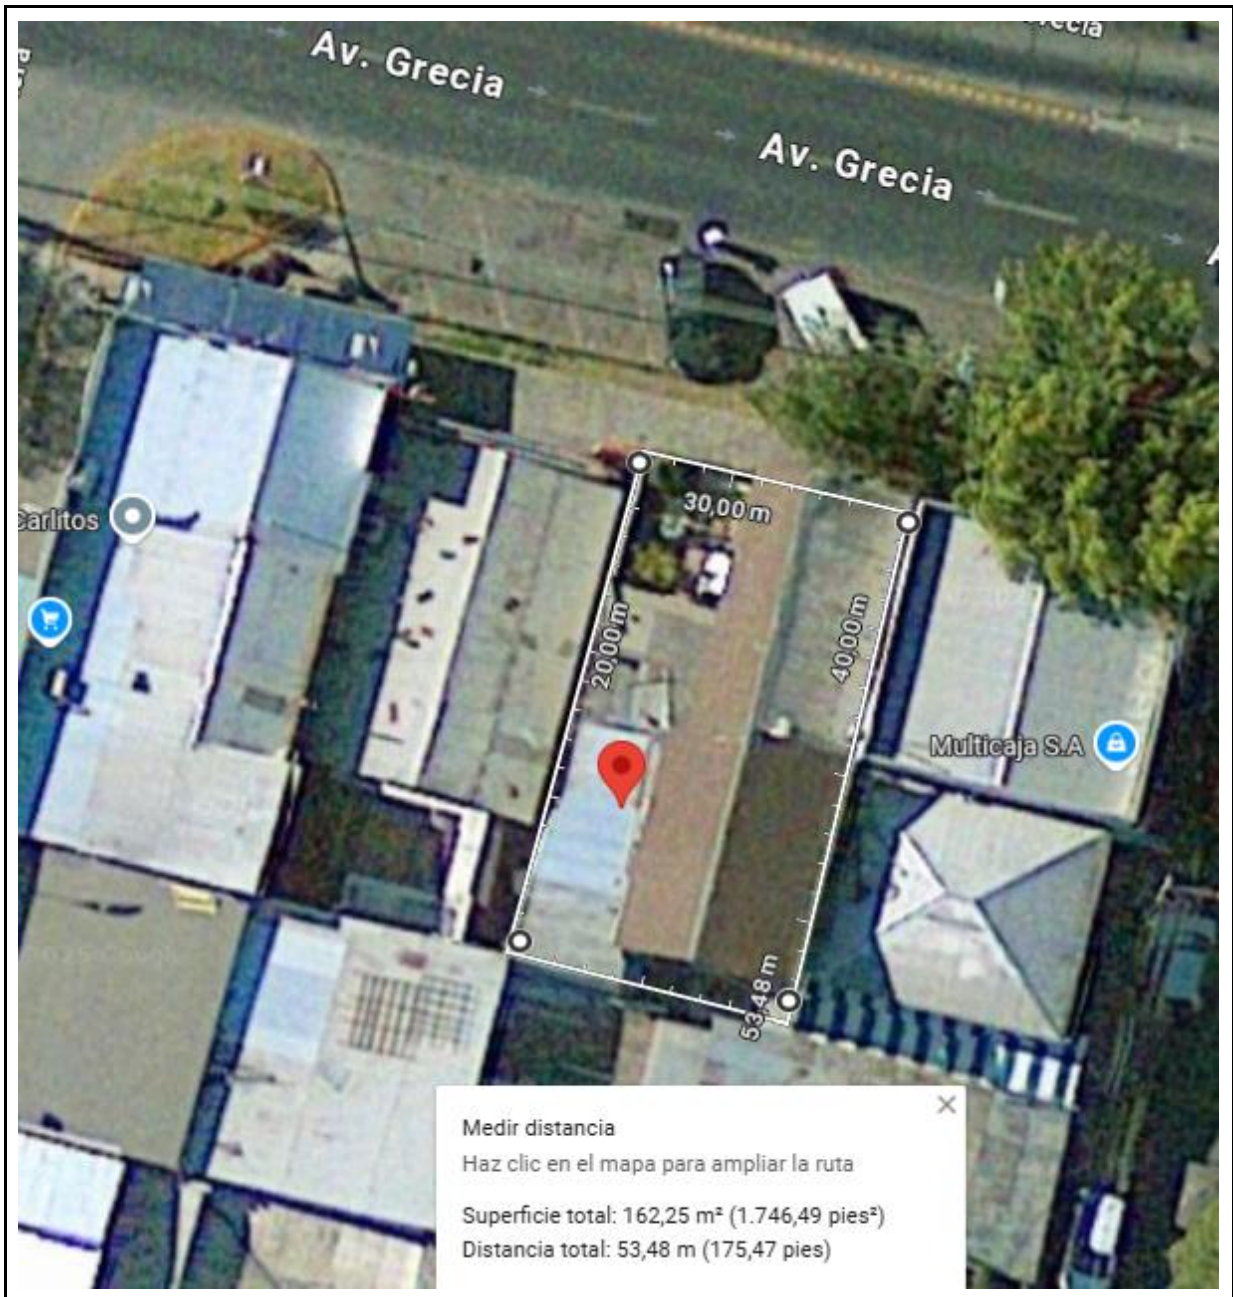 Av. Grecia
Av. Grecia
30,00 m
Carlitos
20,00 m
40,00 m
Multicaja S.A
53,48 m
Medir distancia
Haz clic en el mapa para ampliar la ruta
Superficie total: 162,25 m² (1.746,49 pies²)
Distancia total: 53,48 m (175,47 pies)